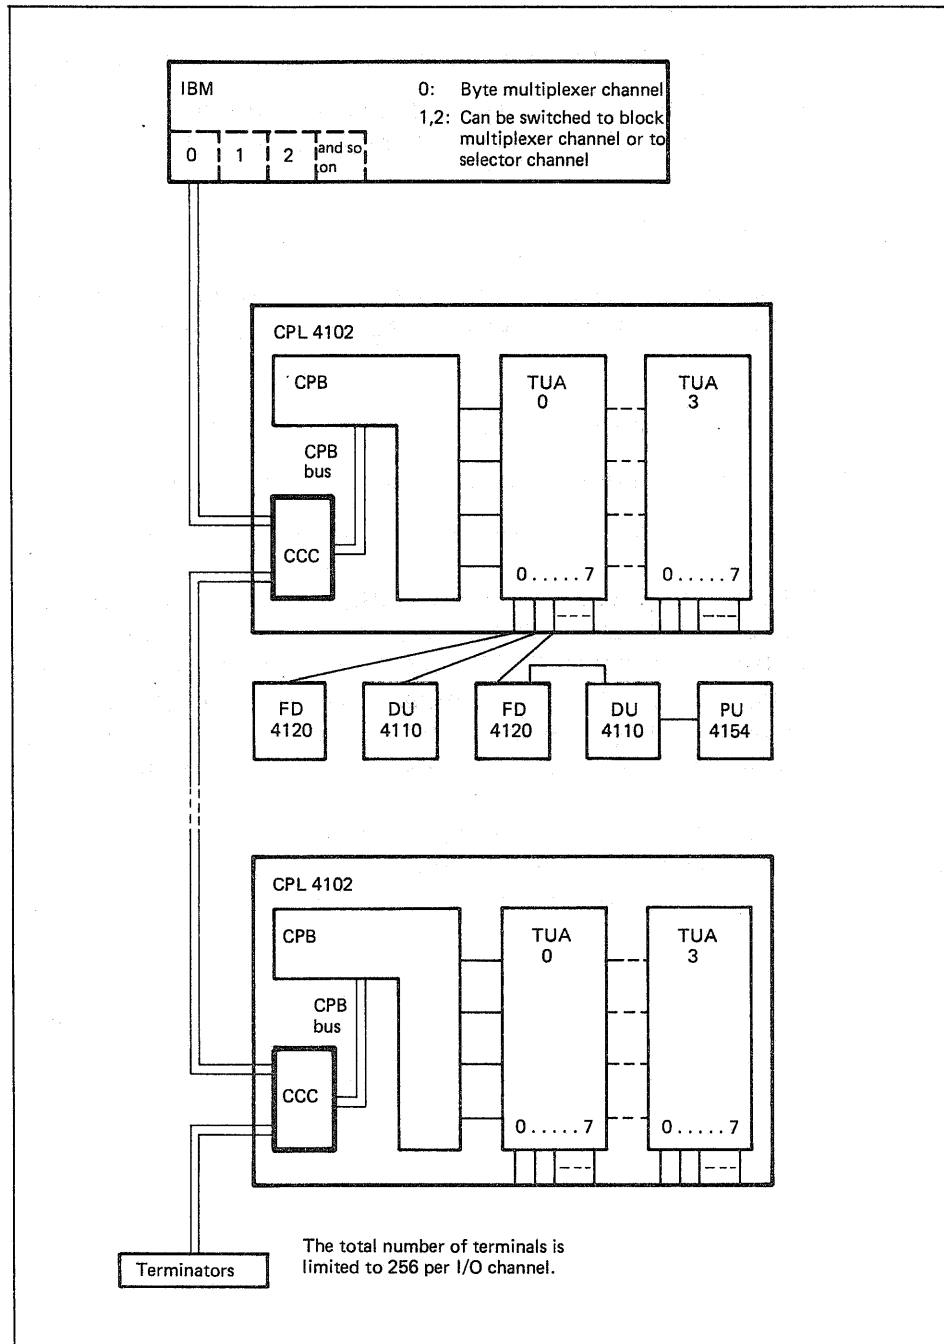 IBM
0: Byte multiplexer channel
1,2: Can be switched to block
multiplexer channel or to
selector channel
0 1 2 and so
on
CPL 4102
CPB
TUA
0
TUA
3
CPB
bus
CCC
0.....7
0.....7
FD
4120
DU
4110
FD
4120
DU
4110
PU
4154
CPL 4102
CPB
TUA
0
TUA
3
CPB
bus
CCC
0.....7
0.....7
Terminators
The total number of terminals is
limited to 256 per I/O channel.